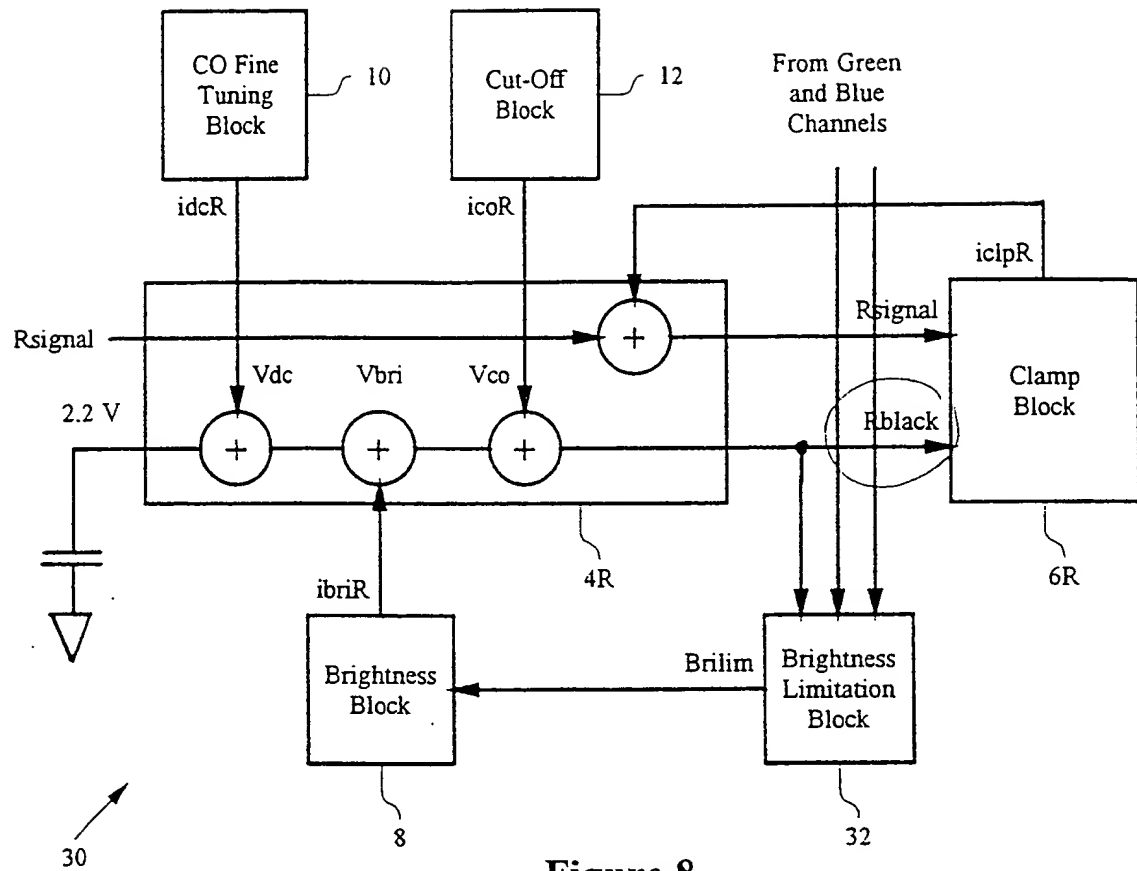 CO Fine
Tuning
Block
10
Cut-Off
Block
12
From Green
and Blue
Channels
idcR
icoR
iclpR
Rsignal
Rsignal
Clamp
Block
Vdc
Vbri
Vco
2.2 V
+
+
+
+
Rblack
4R
6R
ibriR
Brightness
Block
Brilim
Brightness
Limitation
Block
8
32
30
Figure 8